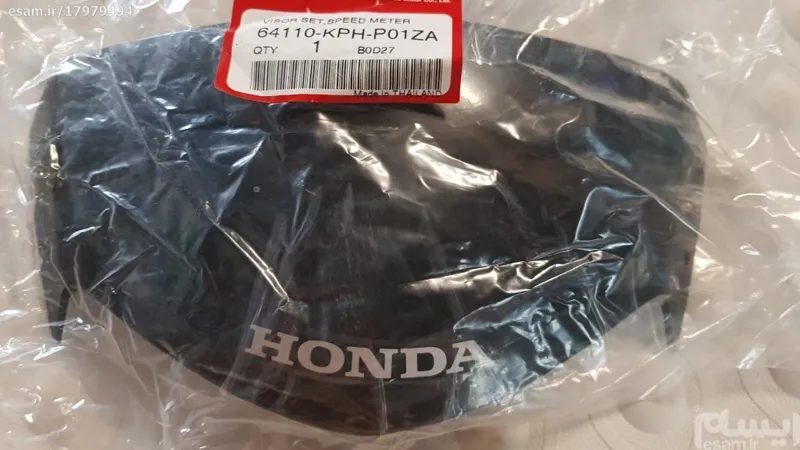 esam.ir/17979494
VISOR SET,SPEED METER
64110-KPH-P01ZA
QTY 1 B0D27
Made in THAILAND
HONDA
ایسام
esam.ir